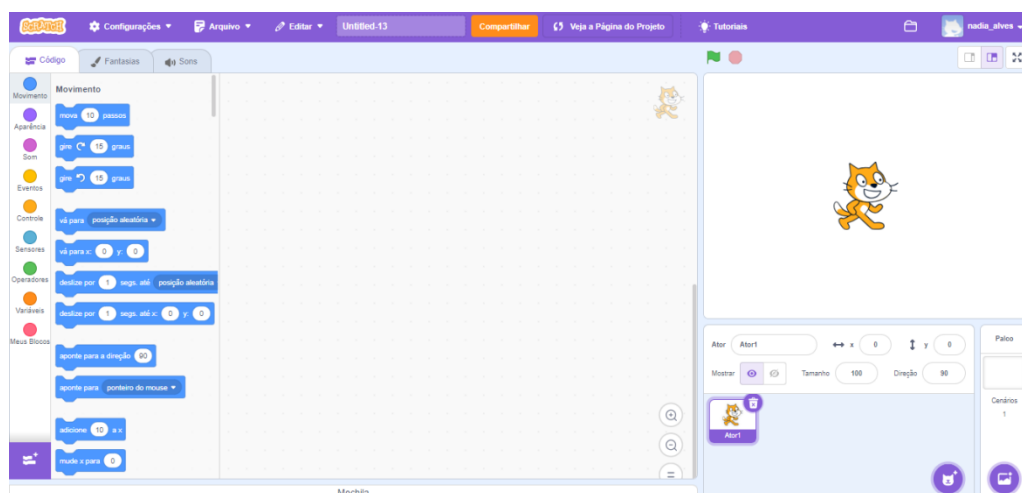 SCRATCH Configurações Arquivo Editar Untitled-13 Compartilhar Veja a Página do Projeto Tutoriais nadia_alves
Código Fantasias Sons
Movimento
Aparência
Som
Eventos
Controle
Sensores
Operadores
Variáveis
Meus Blocos
Movimento
mova 10 passos
gire 15 graus
gire 15 graus
vá para posição aleatória
vá para x: 0 y: 0
deslize por 1 segs. até posição aleatória
deslize por 1 segs. até x: 0 y: 0
aponte para a direção 90
aponte para ponteiro do mouse
adicione 10 a x
mude x para 0
Mochila
Ator Ator1 x 0 y 0
Mostrar Tamanho 100 Direção 90
Ator1
Palco
Cenários
1